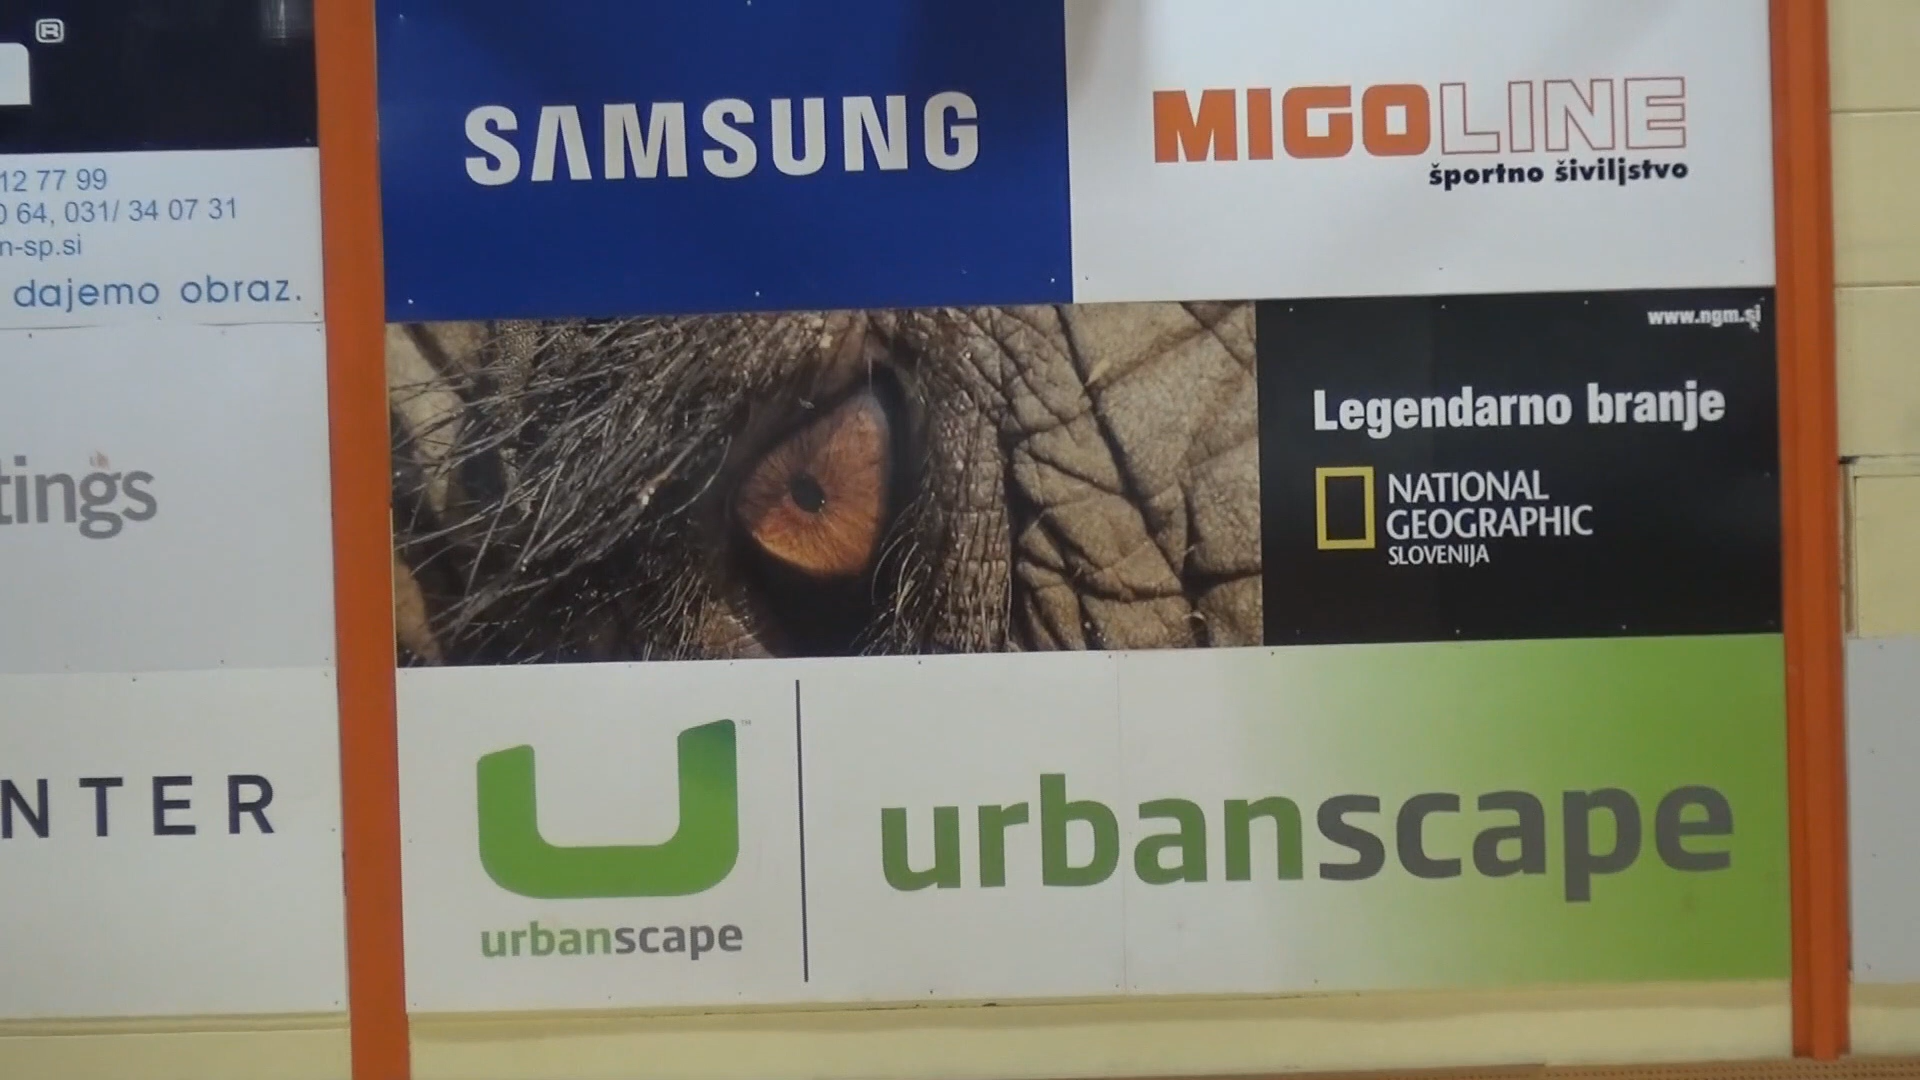 ®
12 77 99
0 64, 031/ 34 07 31
n-sp.si
dajemo obraz.
tings
NTER
SAMSUNG
MIGOLINE
športno šiviljstvo
www.ngm.si
Legendarno branje
NATIONAL
GEOGRAPHIC
SLOVENIJA
urbanscape
™
urbanscape